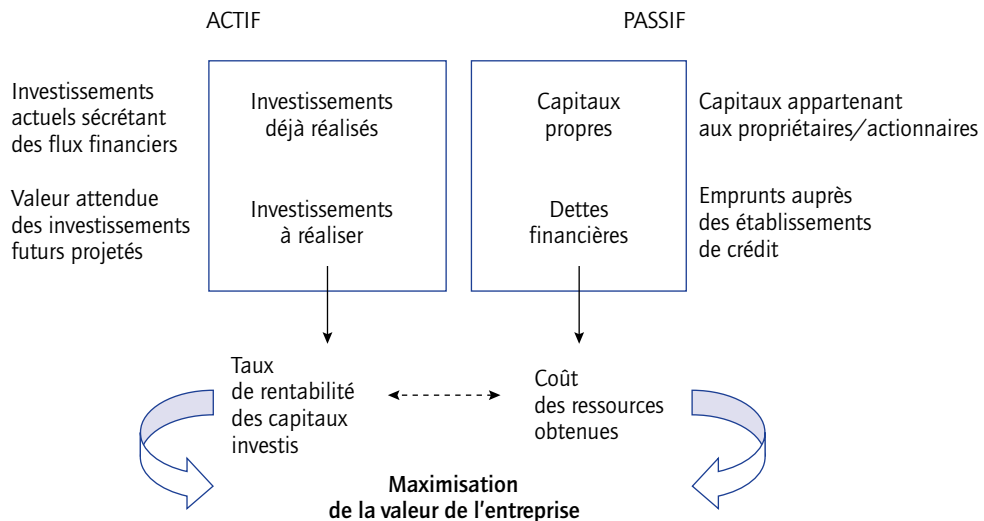 ACTIF
PASSIF
Investissements
actuels sécrétant
des flux financiers
Investissements
déjà réalisés
Capitaux
propres
Capitaux appartenant
aux propriétaires/actionnaires
Valeur attendue
des investissements
futurs projetés
Investissements
à réaliser
Dettes
financières
Emprunts auprès
des établissements
de crédit
Taux
de rentabilité
des capitaux
investis
Coût
des ressources
obtenues
Maximisation
de la valeur de l'entreprise